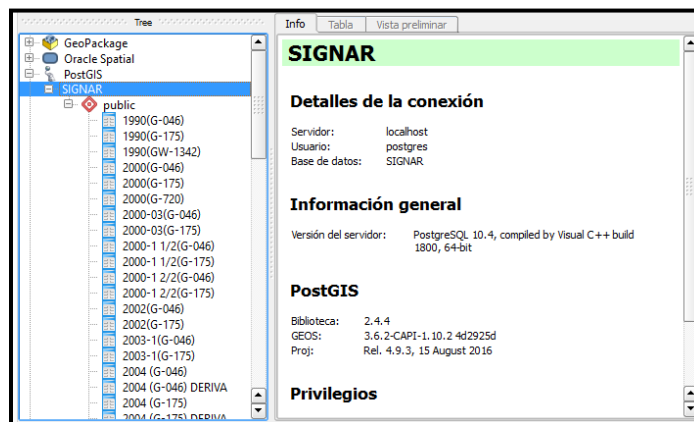 Tree
GeoPackage
Oracle Spatial
PostGIS
SIGNAR
public
1990(G-046)
1990(G-175)
1990(GW-1342)
2000(G-046)
2000(G-175)
2000(G-720)
2000-03(G-046)
2000-03(G-175)
2000-1 1/2(G-046)
2000-1 1/2(G-175)
2000-1 2/2(G-046)
2000-1 2/2(G-175)
2002(G-046)
2002(G-175)
2003-1(G-046)
2003-1(G-175)
2004 (G-046)
2004 (G-046) DERIVA
2004 (G-175)
2004 (G-175) DERIVA
Info Tabla Vista preliminar
SIGNAR
Detalles de la conexión
Servidor: localhost
Usuario: postgres
Base de datos: SIGNAR
Información general
Versión del servidor: PostgreSQL 10.4, compiled by Visual C++ build
1800, 64-bit
PostGIS
Biblioteca: 2.4.4
GEOS: 3.6.2-CAPI-1.10.2 4d2925d
Proj: Rel. 4.9.3, 15 August 2016
Privilegios